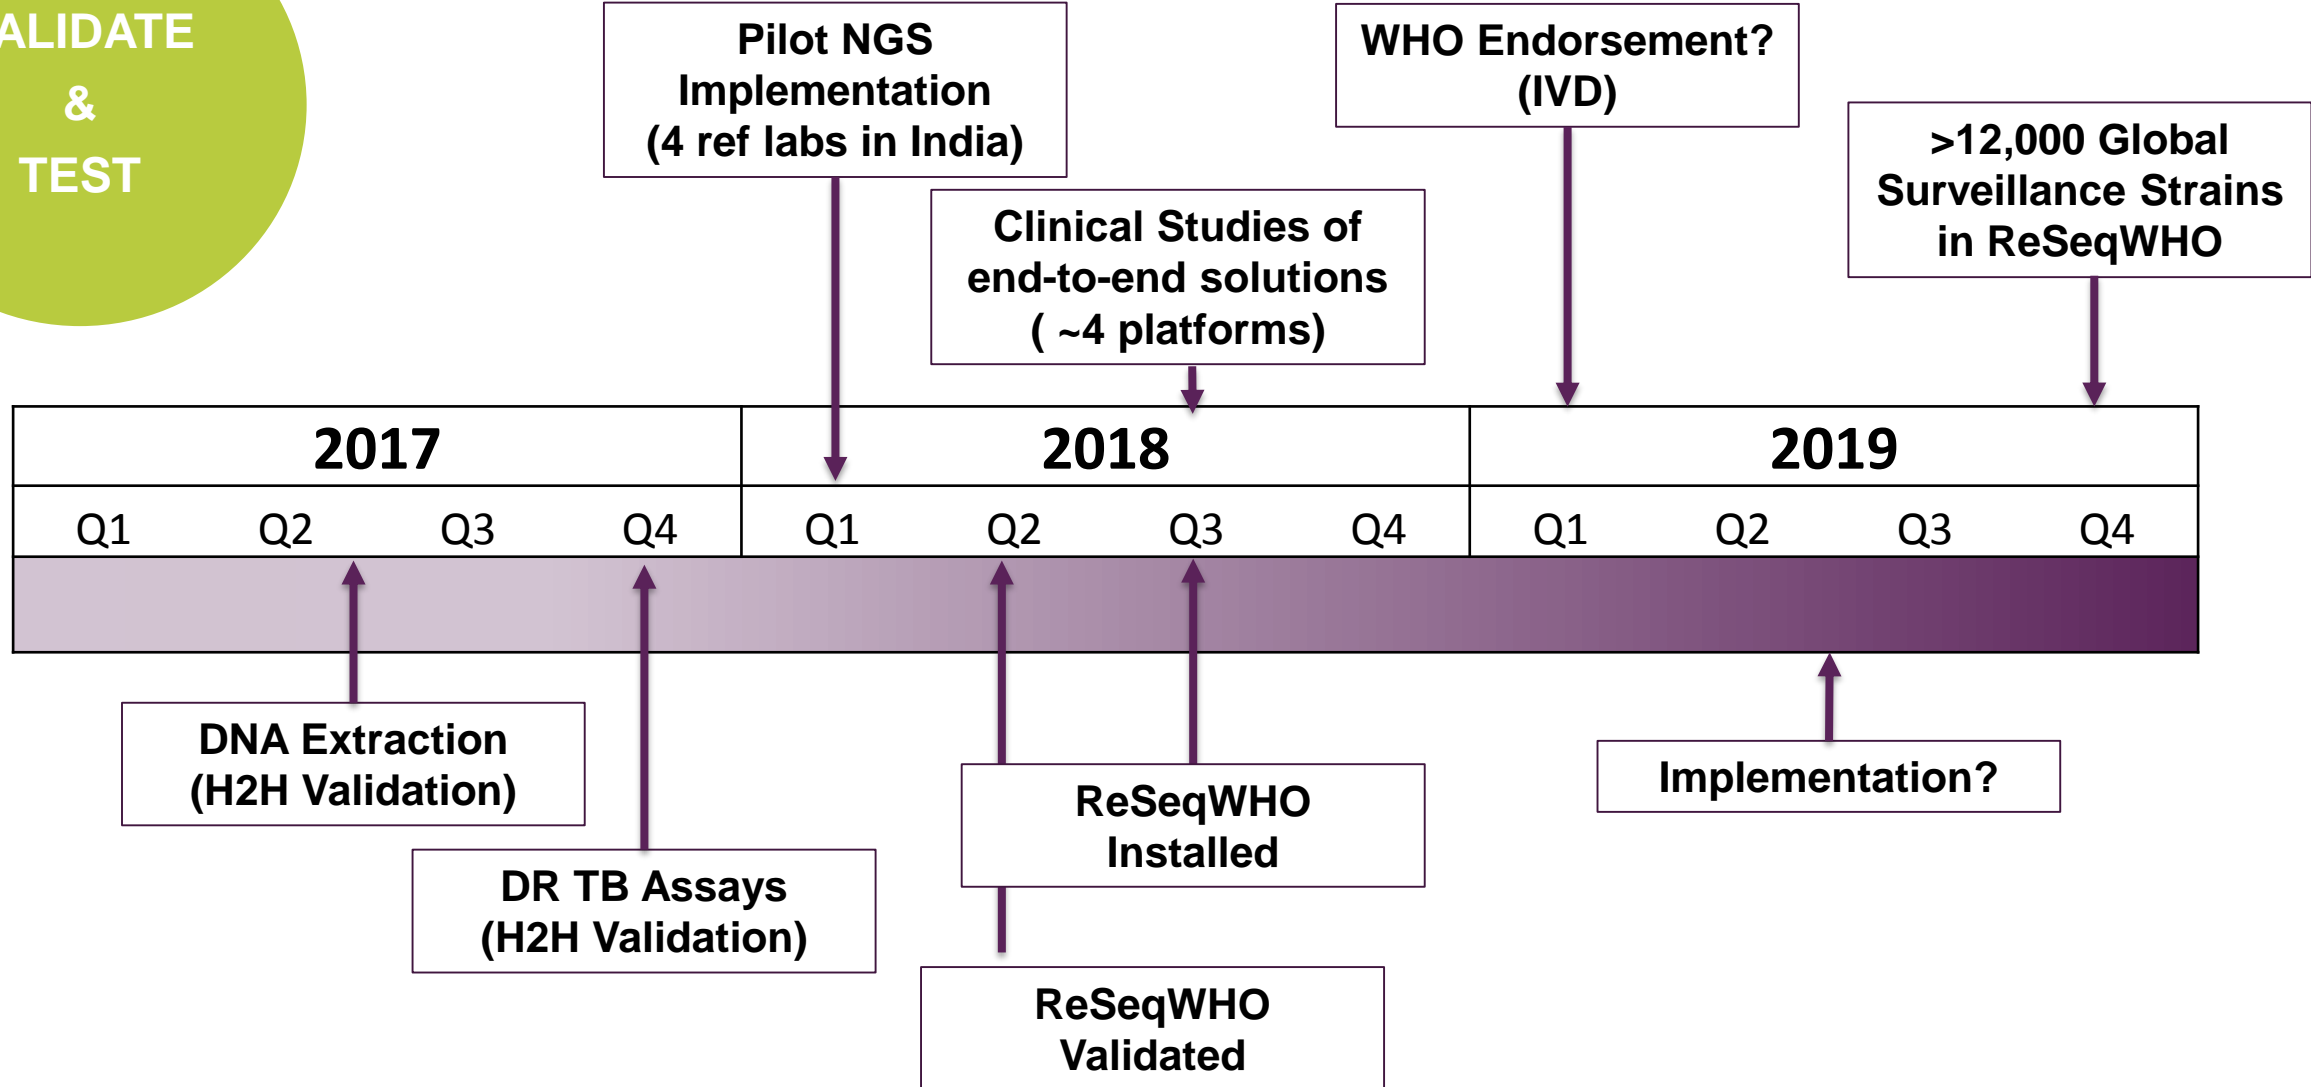 ALIDATE
&
TEST
Pilot NGS
Implementation
(4 ref labs in India)
WHO Endorsement?
(IVD)
>12,000 Global
Surveillance Strains
in ReSeqWHO
Clinical Studies of
end-to-end solutions
( ~4 platforms)
2017 2018 2019
Q1 Q2 Q3 Q4 Q1 Q2 Q3 Q4 Q1 Q2 Q3 Q4
DNA Extraction
(H2H Validation)
DR TB Assays
(H2H Validation)
ReSeqWHO
Installed
ReSeqWHO
Validated
Implementation?